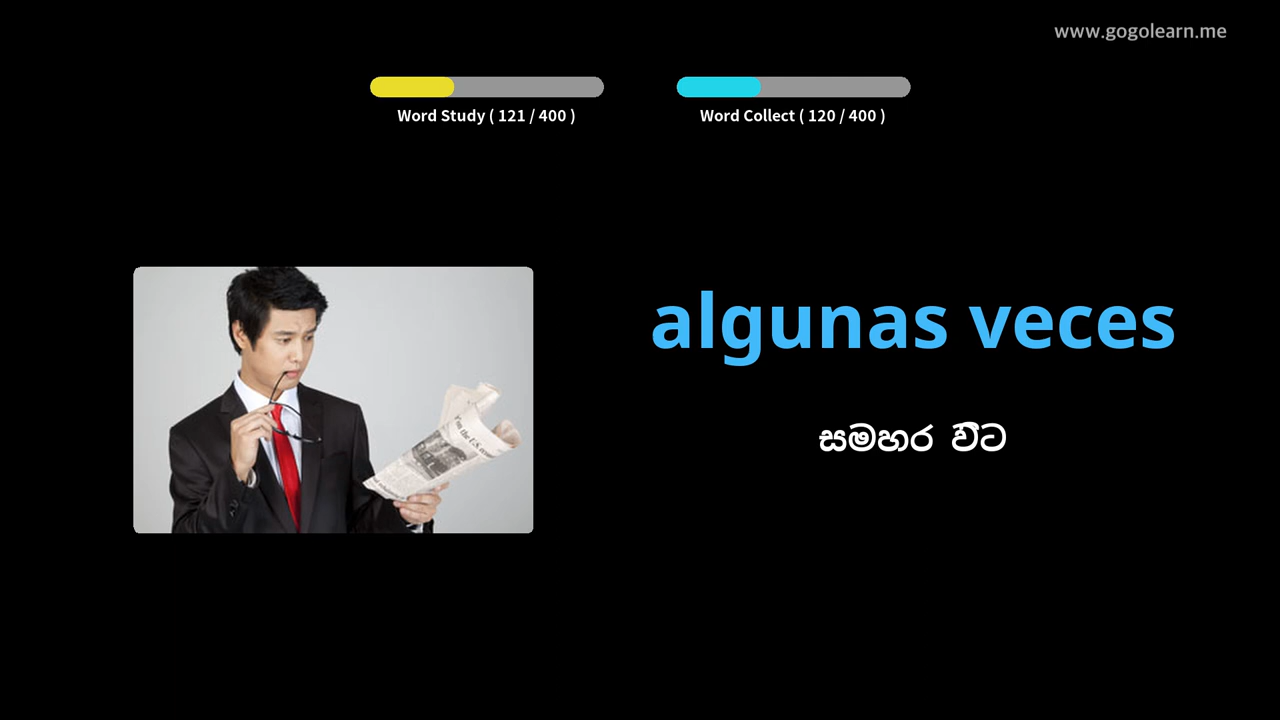 www.gogolearn.me
Word Study ( 121 / 400 )
Word Collect ( 120 / 400 )
algunas veces
සමහර විට